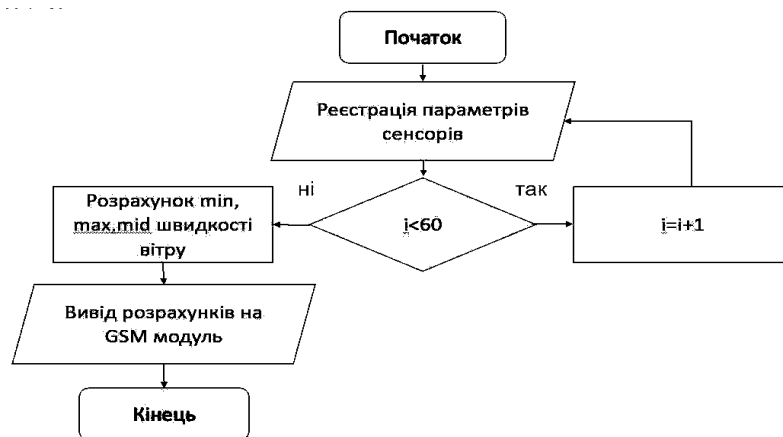 Початок
Реєстрація параметрів
сенсорів
ні
так
Розрахунок min,
max,mid швидкості
вітру
i<60
i=i+1
Вивід розрахунків на
GSM модуль
Кінець